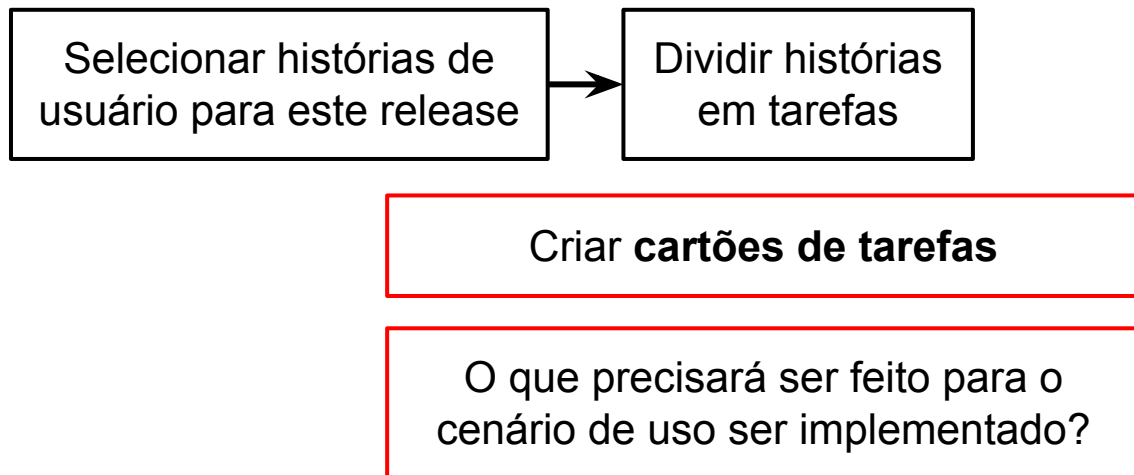 Selecionar histórias de
usuário para este release
Dividir histórias
em tarefas
Criar cartões de tarefas
O que precisará ser feito para o
cenário de uso ser implementado?